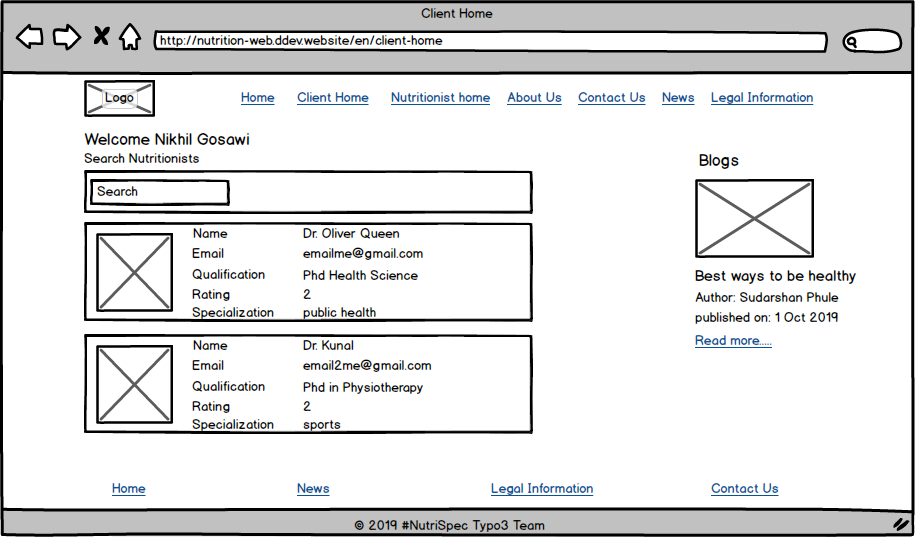 Client Home
http://nutrition-web.ddev.website/en/client-home
Logo
Home Client Home Nutritionist home About Us Contact Us News Legal Information
Welcome Nikhil Gosawi
Search Nutritionists
Search
Name Dr. Oliver Queen
Email emailme@gmail.com
Qualification Phd Health Science
Rating 2
Specialization public health
Name Dr. Kunal
Email email2me@gmail.com
Qualification Phd in Physiotherapy
Rating 2
Specialization sports
Blogs
Best ways to be healthy
Author: Sudarshan Phule
published on: 1 Oct 2019
Read more.....
Home News Legal Information Contact Us
© 2019 #NutriSpec Typo3 Team